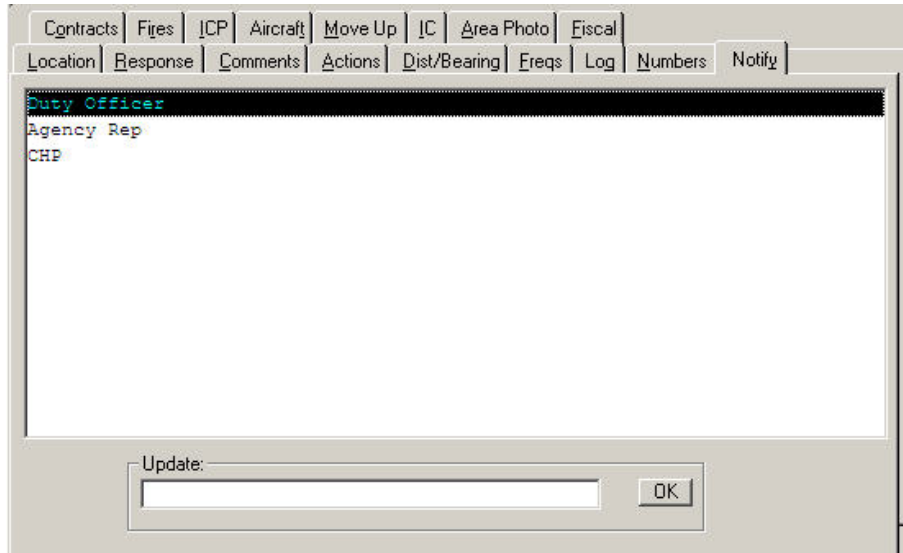 Contracts Fires ICP Aircraft Move Up IC Area Photo Fiscal
Location Response Comments Actions Dist/Bearing Freqs Log Numbers Notify
Duty Officer
Agency Rep
CHP
Update:
OK